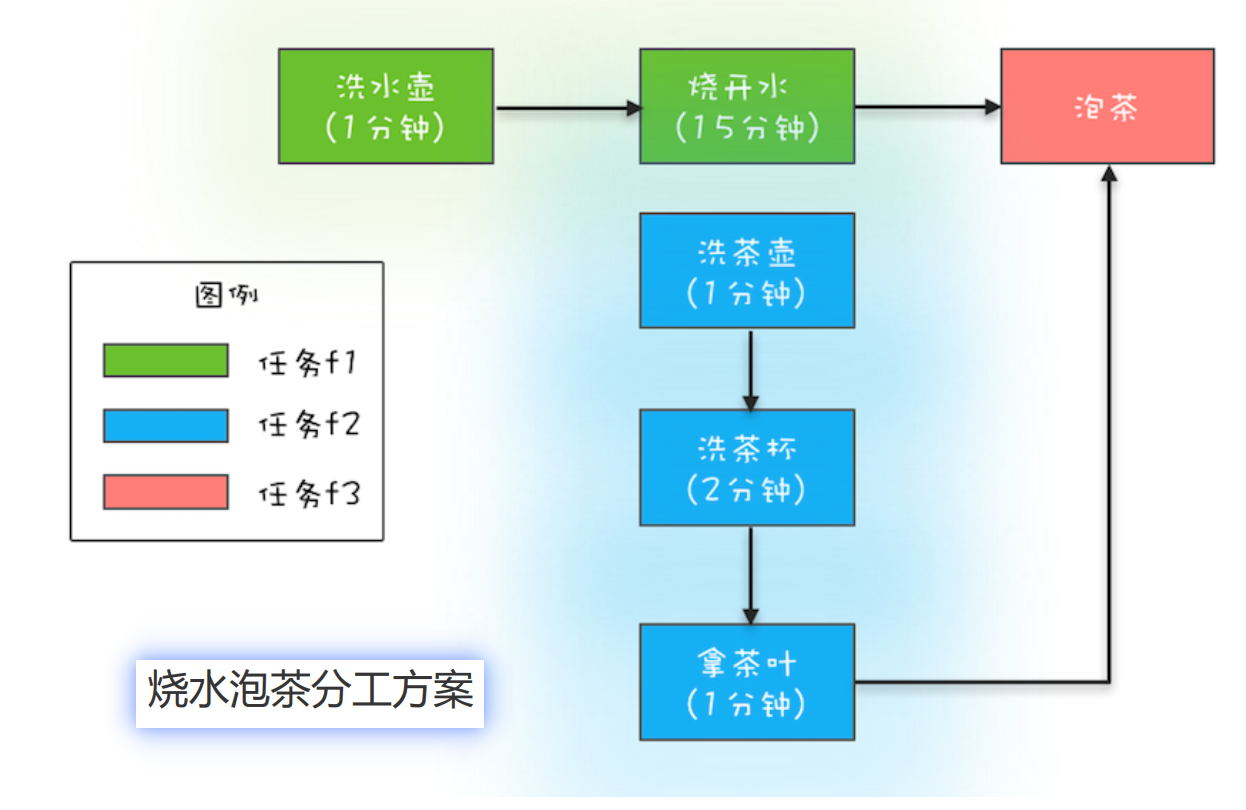 洗水壶
(1分钟)
烧开水
(15分钟)
泡茶
洗茶壶
(1分钟)
图例
任务f1
任务f2
任务f3
洗茶杯
(2分钟)
拿茶叶
(1分钟)
烧水泡茶分工方案